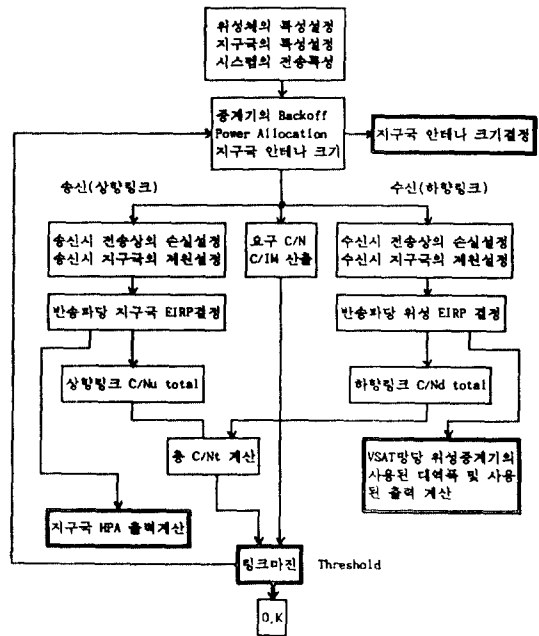 위성체의 특성설정
지구국의 특성설정
시스템의 전송특성
중계기의 Backoff
Power Allocation
지구국 안테나 크기
지구국 안테나 크기결정
송신(상향링크)
수신(하향링크)
송신시 전송상의 손실설정
송신시 지구국의 제원설정
요구 C/N
C/IM 산출
수신시 전송상의 손실설정
수신시 지구국의 제원설정
반송파당 지구국 EIRP결정
반송파당 위성 EIRP 결정
상향링크 C/Nu total
하향링크 C/Nd total
총 C/Nt 계산
VSAT망당 위성중계기의
사용된 대역폭 및 사용
된 출력 계산
지구국 HPA 출력계산
링크마진
Threshold
O.K